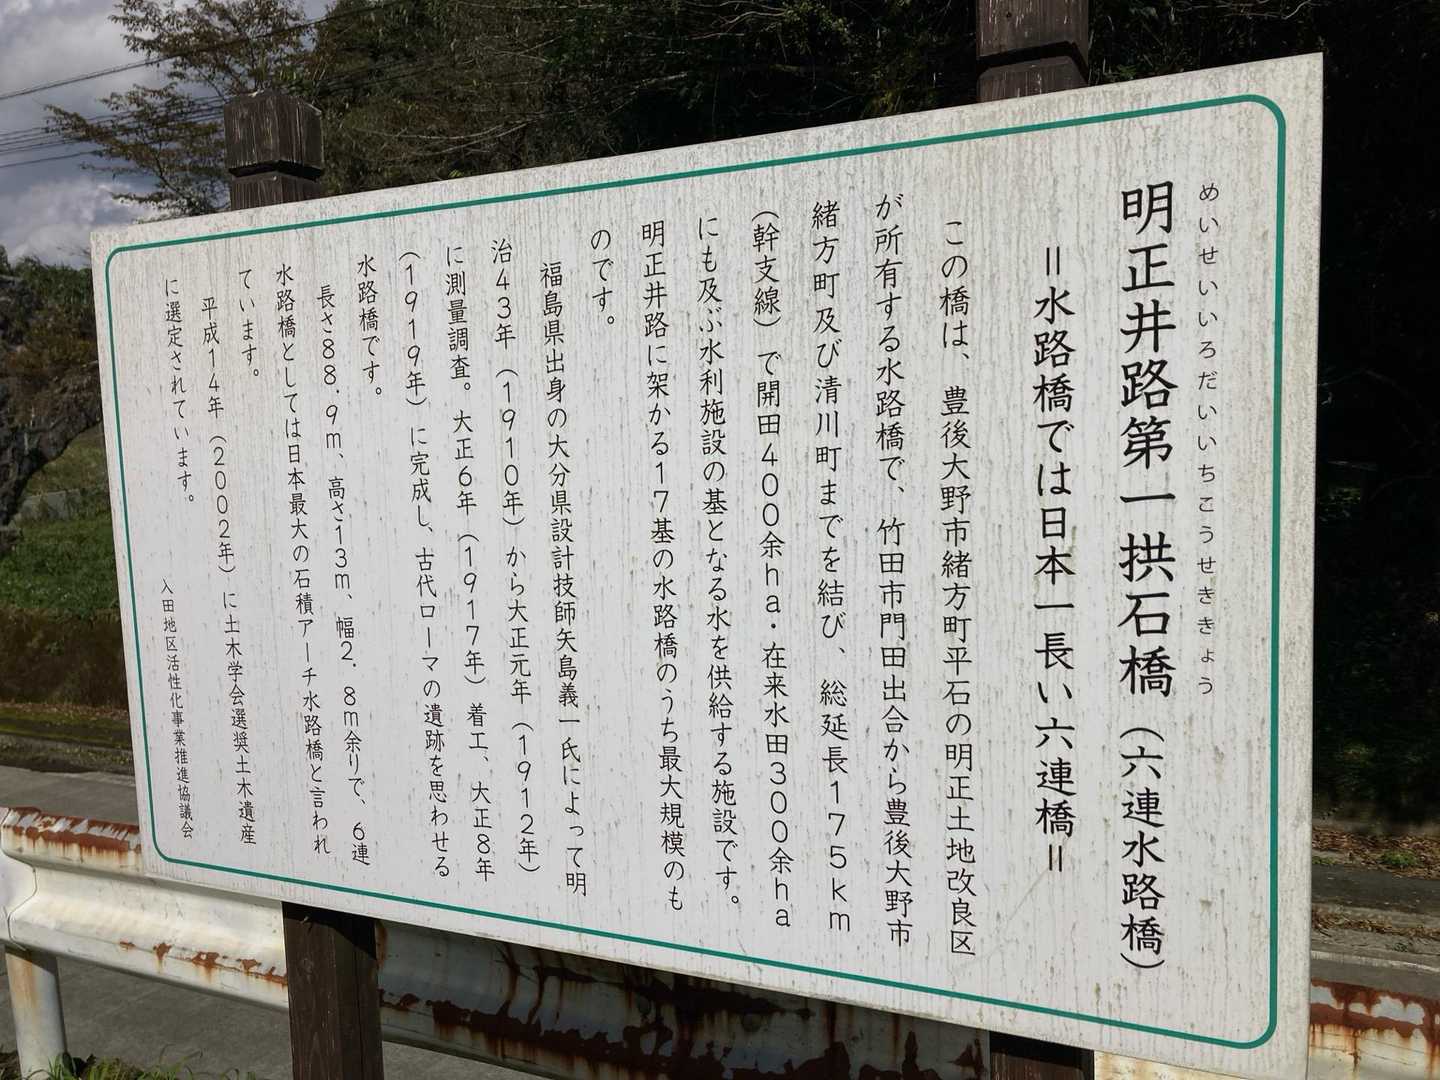 めいせいいろだいいちこうせききょう
明正井路第一拱石橋（六連水路橋）
＝水路橋では日本一長い六連橋＝
この橋は、豊後大野市緒方町平石の明正土地改良区
が所有する水路橋で、竹田市門田出合から豊後大野市
緒方町及び清川町までを結び、総延長175km
（幹支線）で開田400余ha・在来水田300余ha
にも及ぶ水利施設の基となる水を供給する施設です。
明正井路に架かる17基の水路橋のうち最大規模のも
のです。
福島県出身の大分県設計技師矢島義一氏によって明
治43年（1910年）から大正元年（1912年）
に測量調査。大正6年（1917年）着工、大正8年
（1919年）に完成し、古代ローマの遺跡を思わせる
水路橋です。
長さ88.9m、高さ13m、幅2.8m余りで、6連
水路橋としては日本最大の石積アーチ水路橋と言われ
ています。
平成14年（2002年）に土木学会選奨土木遺産
に選定されています。
入田地区活性化事業推進協議会